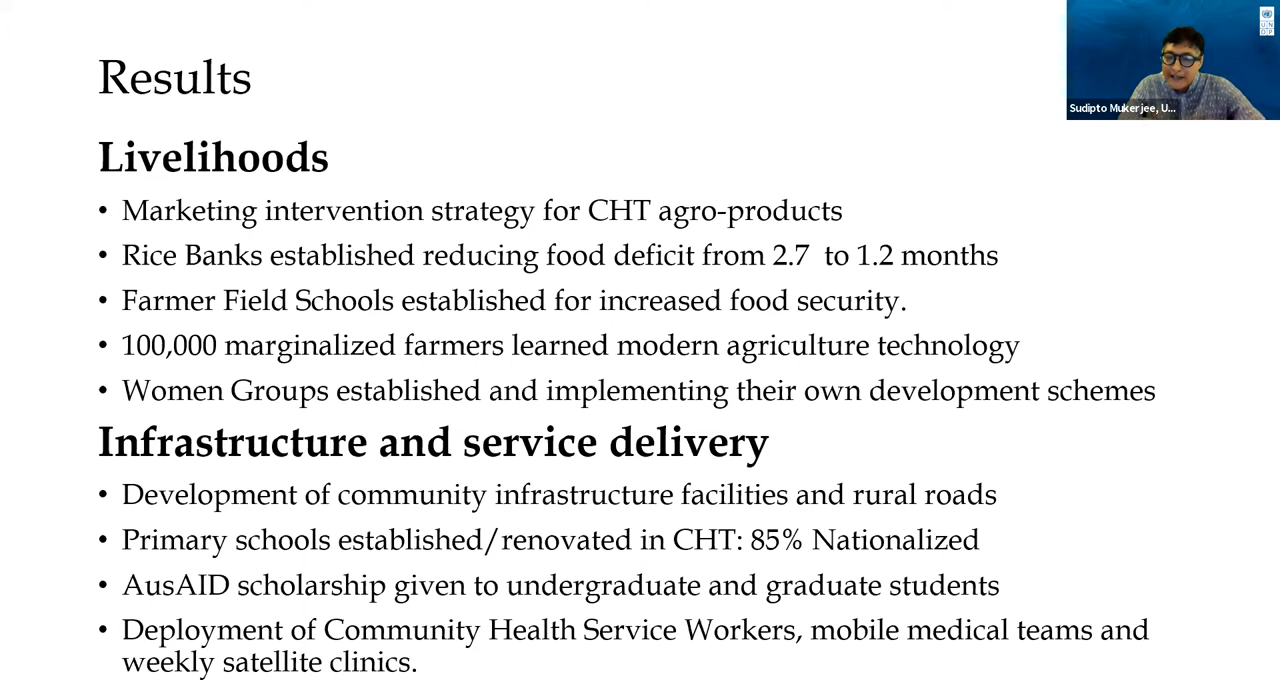 Results
Livelihoods
• Marketing intervention strategy for CHT agro-products
• Rice Banks established reducing food deficit from 2.7 to 1.2 months
• Farmer Field Schools established for increased food security.
• 100,000 marginalized farmers learned modern agriculture technology
• Women Groups established and implementing their own development schemes
Infrastructure and service delivery
• Development of community infrastructure facilities and rural roads
• Primary schools established/renovated in CHT: 85% Nationalized
• AusAID scholarship given to undergraduate and graduate students
• Deployment of Community Health Service Workers, mobile medical teams and
weekly satellite clinics.
Sudipto Mukerjee, U...
U N
D P